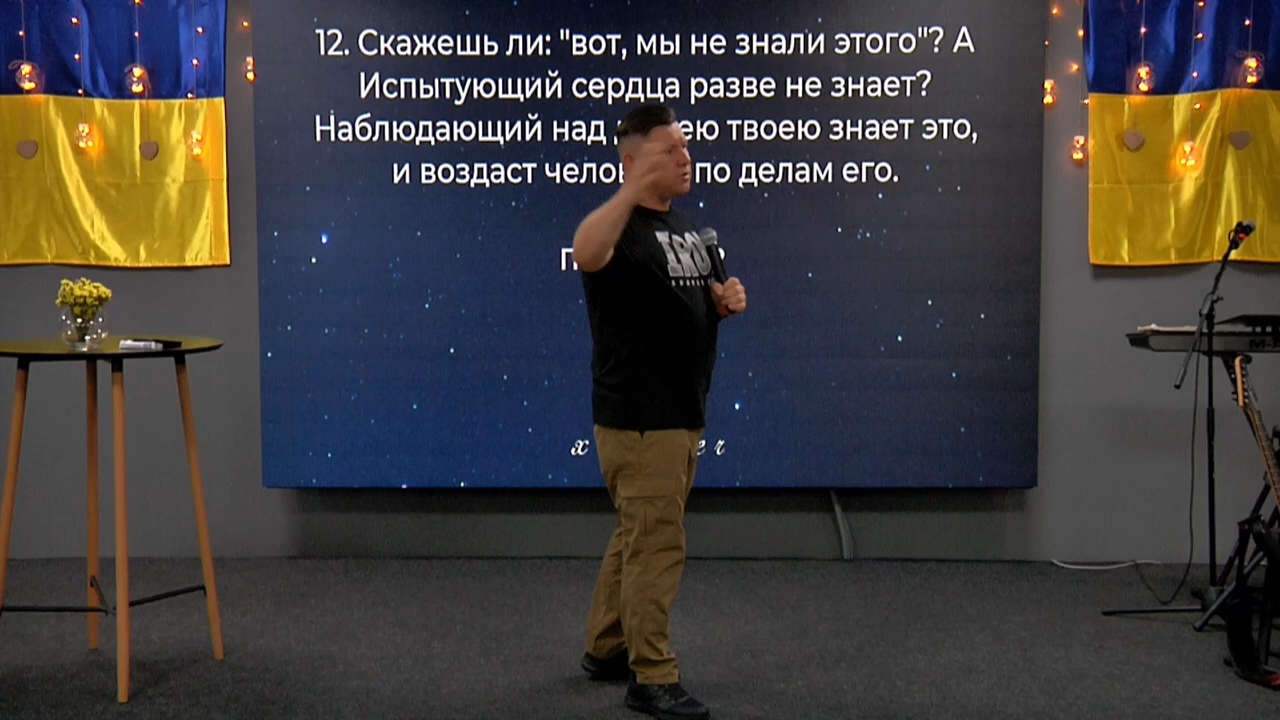 12. Скажешь ли: "вот, мы не знали этого"? А
Испытующий сердца разве не знает?
Наблюдающий над твоею знает это,
и воздаст по делам его.